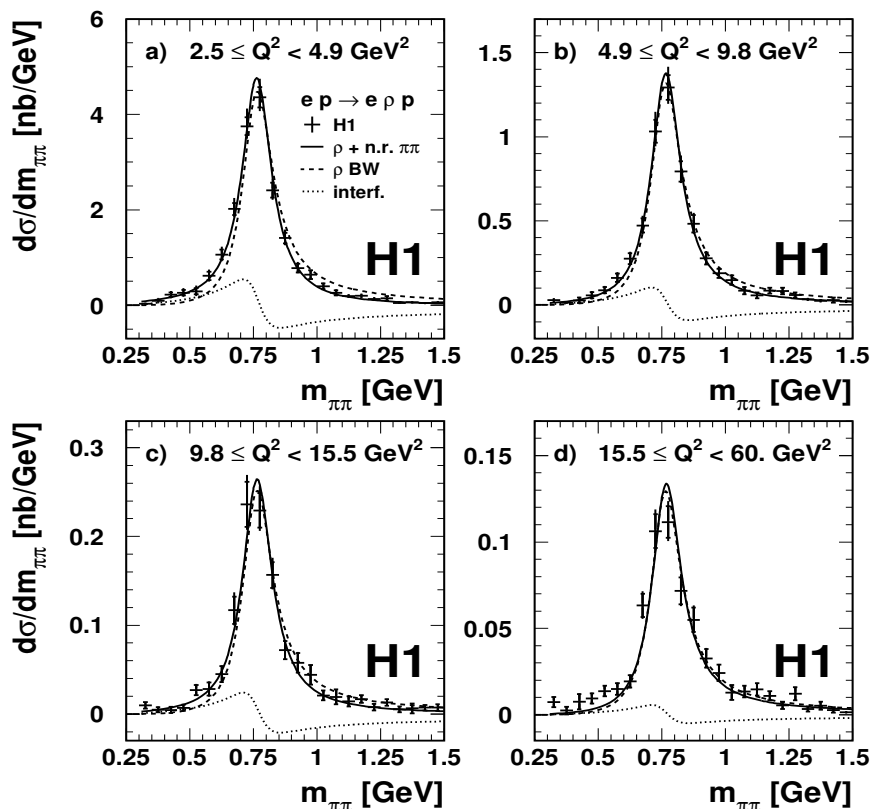 a) 2.5 ≤ Q² < 4.9 GeV²
dσ/dm_ππ [nb/GeV]
6
4
2
0
e p → e ρ p
H1
ρ + n.r. ππ
ρ BW
interf.
H1
0.25 0.5 0.75 1 1.25 1.5
m_ππ [GeV]
b) 4.9 ≤ Q² < 9.8 GeV²
1.5
1
0.5
0
H1
0.25 0.5 0.75 1 1.25 1.5
m_ππ [GeV]
c) 9.8 ≤ Q² < 15.5 GeV²
dσ/dm_ππ [nb/GeV]
0.3
0.2
0.1
0
H1
0.25 0.5 0.75 1 1.25 1.5
m_ππ [GeV]
d) 15.5 ≤ Q² < 60. GeV²
0.15
0.1
0.05
0
H1
0.25 0.5 0.75 1 1.25 1.5
m_ππ [GeV]